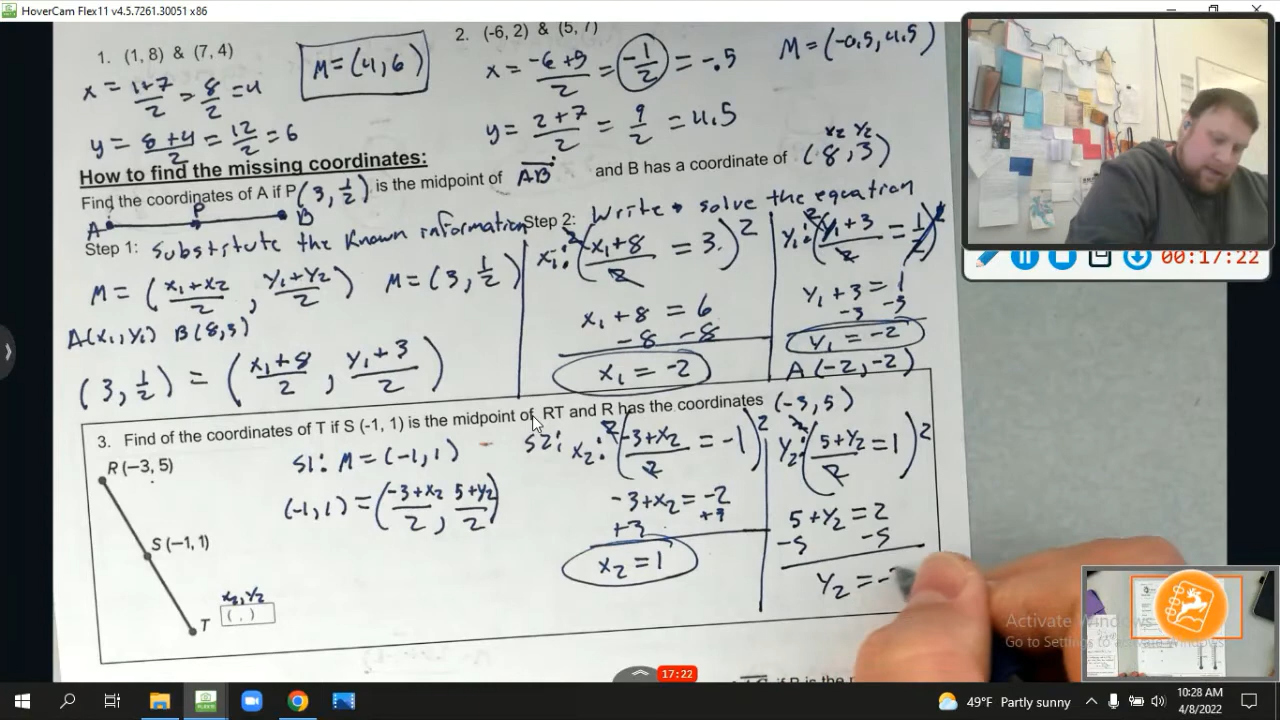 HoverCam Flex11 v4.5.7261.30051 x86
1. (1, 8) & (7, 4)
M = (4, 6)
x = 1+7/2 = 8/2 = 4
y = 8+4/2 = 12/2 = 6
2. (-6, 2) & (5, 7)
x = -6+5/2 = -1/2 = -.5
y = 2+7/2 = 9/2 = 4.5
M = (-0.5, 4.5)
How to find the missing coordinates:
x2 y2
Find the coordinates of A if P (3, 1/2) is the midpoint of AB and B has a coordinate of (8, 3)
A P B
Step 1: Substitute the known information
M = (x1+x2/2, y1+y2/2) M = (3, 1/2)
A(x1, y1) B(8,3)
(3, 1/2) = (x1+8/2, y1+3/2)
Step 2: Write & solve the equation
x1: 2(x1+8/2 = 3)2
x1+8 = 6
-8 -8
x1 = -2
y1: 2(y1+3/2 = 1/2)2
y1+3 = 1
-3 -3
y1 = -2
A(-2, -2)
3. Find of the coordinates of T if S (-1, 1) is the midpoint of RT and R has the coordinates (-3, 5)
R (−3, 5)
S (−1, 1)
x2, y2
T ( , )
S1: M = (-1, 1)
(-1, 1) = (-3+x2/2, 5+y2/2)
S2: x2: 2(-3+x2/2 = -1)2
-3+x2 = -2
+3 +3
x2 = 1
y2: 2(5+y2/2 = 1)2
5+y2 = 2
-5 -5
y2 = -
00:17:22
Activate Windows
Go to Settings to activate Windows.
17:22
49°F Partly sunny
10:28 AM
4/8/2022